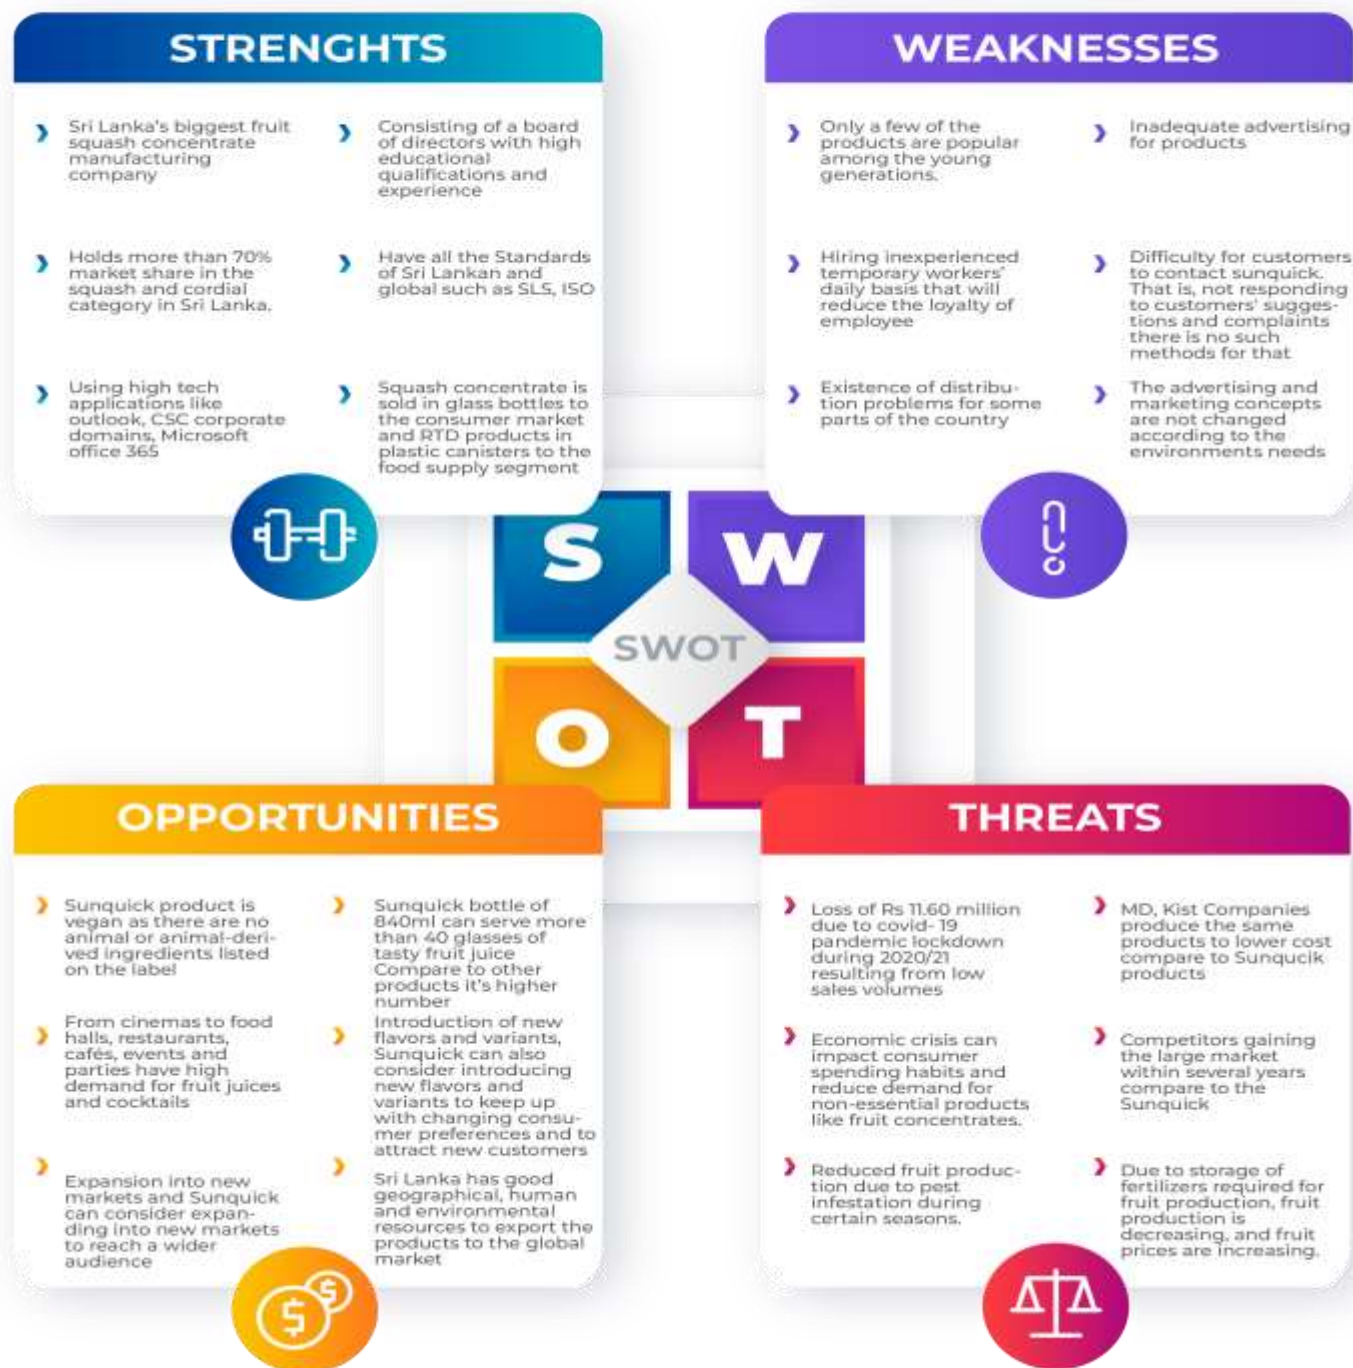 STRENGHTS
Sri Lanka's biggest fruit
squash concentrate
manufacturing
company
Consisting of a board
of directors with high
educational
qualifications and
experience
Holds more than 70%
market share in the
squash and cordial
category in Sri Lanka.
Have all the Standards
of Sri Lankan and
global such as SLS, ISO
Using high tech
applications like
outlook, CSC corporate
domains, Microsoft
office 365
Squash concentrate is
sold in glass bottles to
the consumer market
and RTD products in
plastic canisters to the
food supply segment
WEAKNESSES
Only a few of the
products are popular
among the young
generations.
Inadequate advertising
for products
Hiring inexperienced
temporary workers'
daily basis that will
reduce the loyalty of
employee
Difficulty for customers
to contact sunquick.
That is, not responding
to customers' sugges-
tions and complaints
there is no such
methods for that
Existence of distribu-
tion problems for some
parts of the country
The advertising and
marketing concepts
are not changed
according to the
environments needs
S
W
SWOT
O
T
OPPORTUNITIES
Sunquick product is
vegan as there are no
animal or animal-deri-
ved ingredients listed
on the label
Sunquick bottle of
840ml can serve more
than 40 glasses of
tasty fruit juice
Compare to other
products it's higher
number
From cinemas to food
halls, restaurants,
cafés, events and
parties have high
demand for fruit juices
and cocktails
Introduction of new
flavors and variants,
Sunquick can also
consider introducing
new flavors and
variants to keep up
with changing consu-
mer preferences and to
attract new customers
Expansion into new
markets and Sunquick
can consider expan-
ding into new markets
to reach a wider
audience
Sri Lanka has good
geographical, human
and environmental
resources to export the
products to the global
market
THREATS
Loss of Rs 11.60 million
due to covid- 19
pandemic lockdown
during 2020/21
resulting from low
sales volumes
MD, Kist Companies
produce the same
products to lower cost
compare to Sunqucik
products
Economic crisis can
impact consumer
spending habits and
reduce demand for
non-essential products
like fruit concentrates.
Competitors gaining
the large market
within several years
compare to the
Sunquick
Reduced fruit produc-
tion due to pest
infestation during
certain seasons.
Due to storage of
fertilizers required for
fruit production, fruit
production is
decreasing, and fruit
prices are increasing.